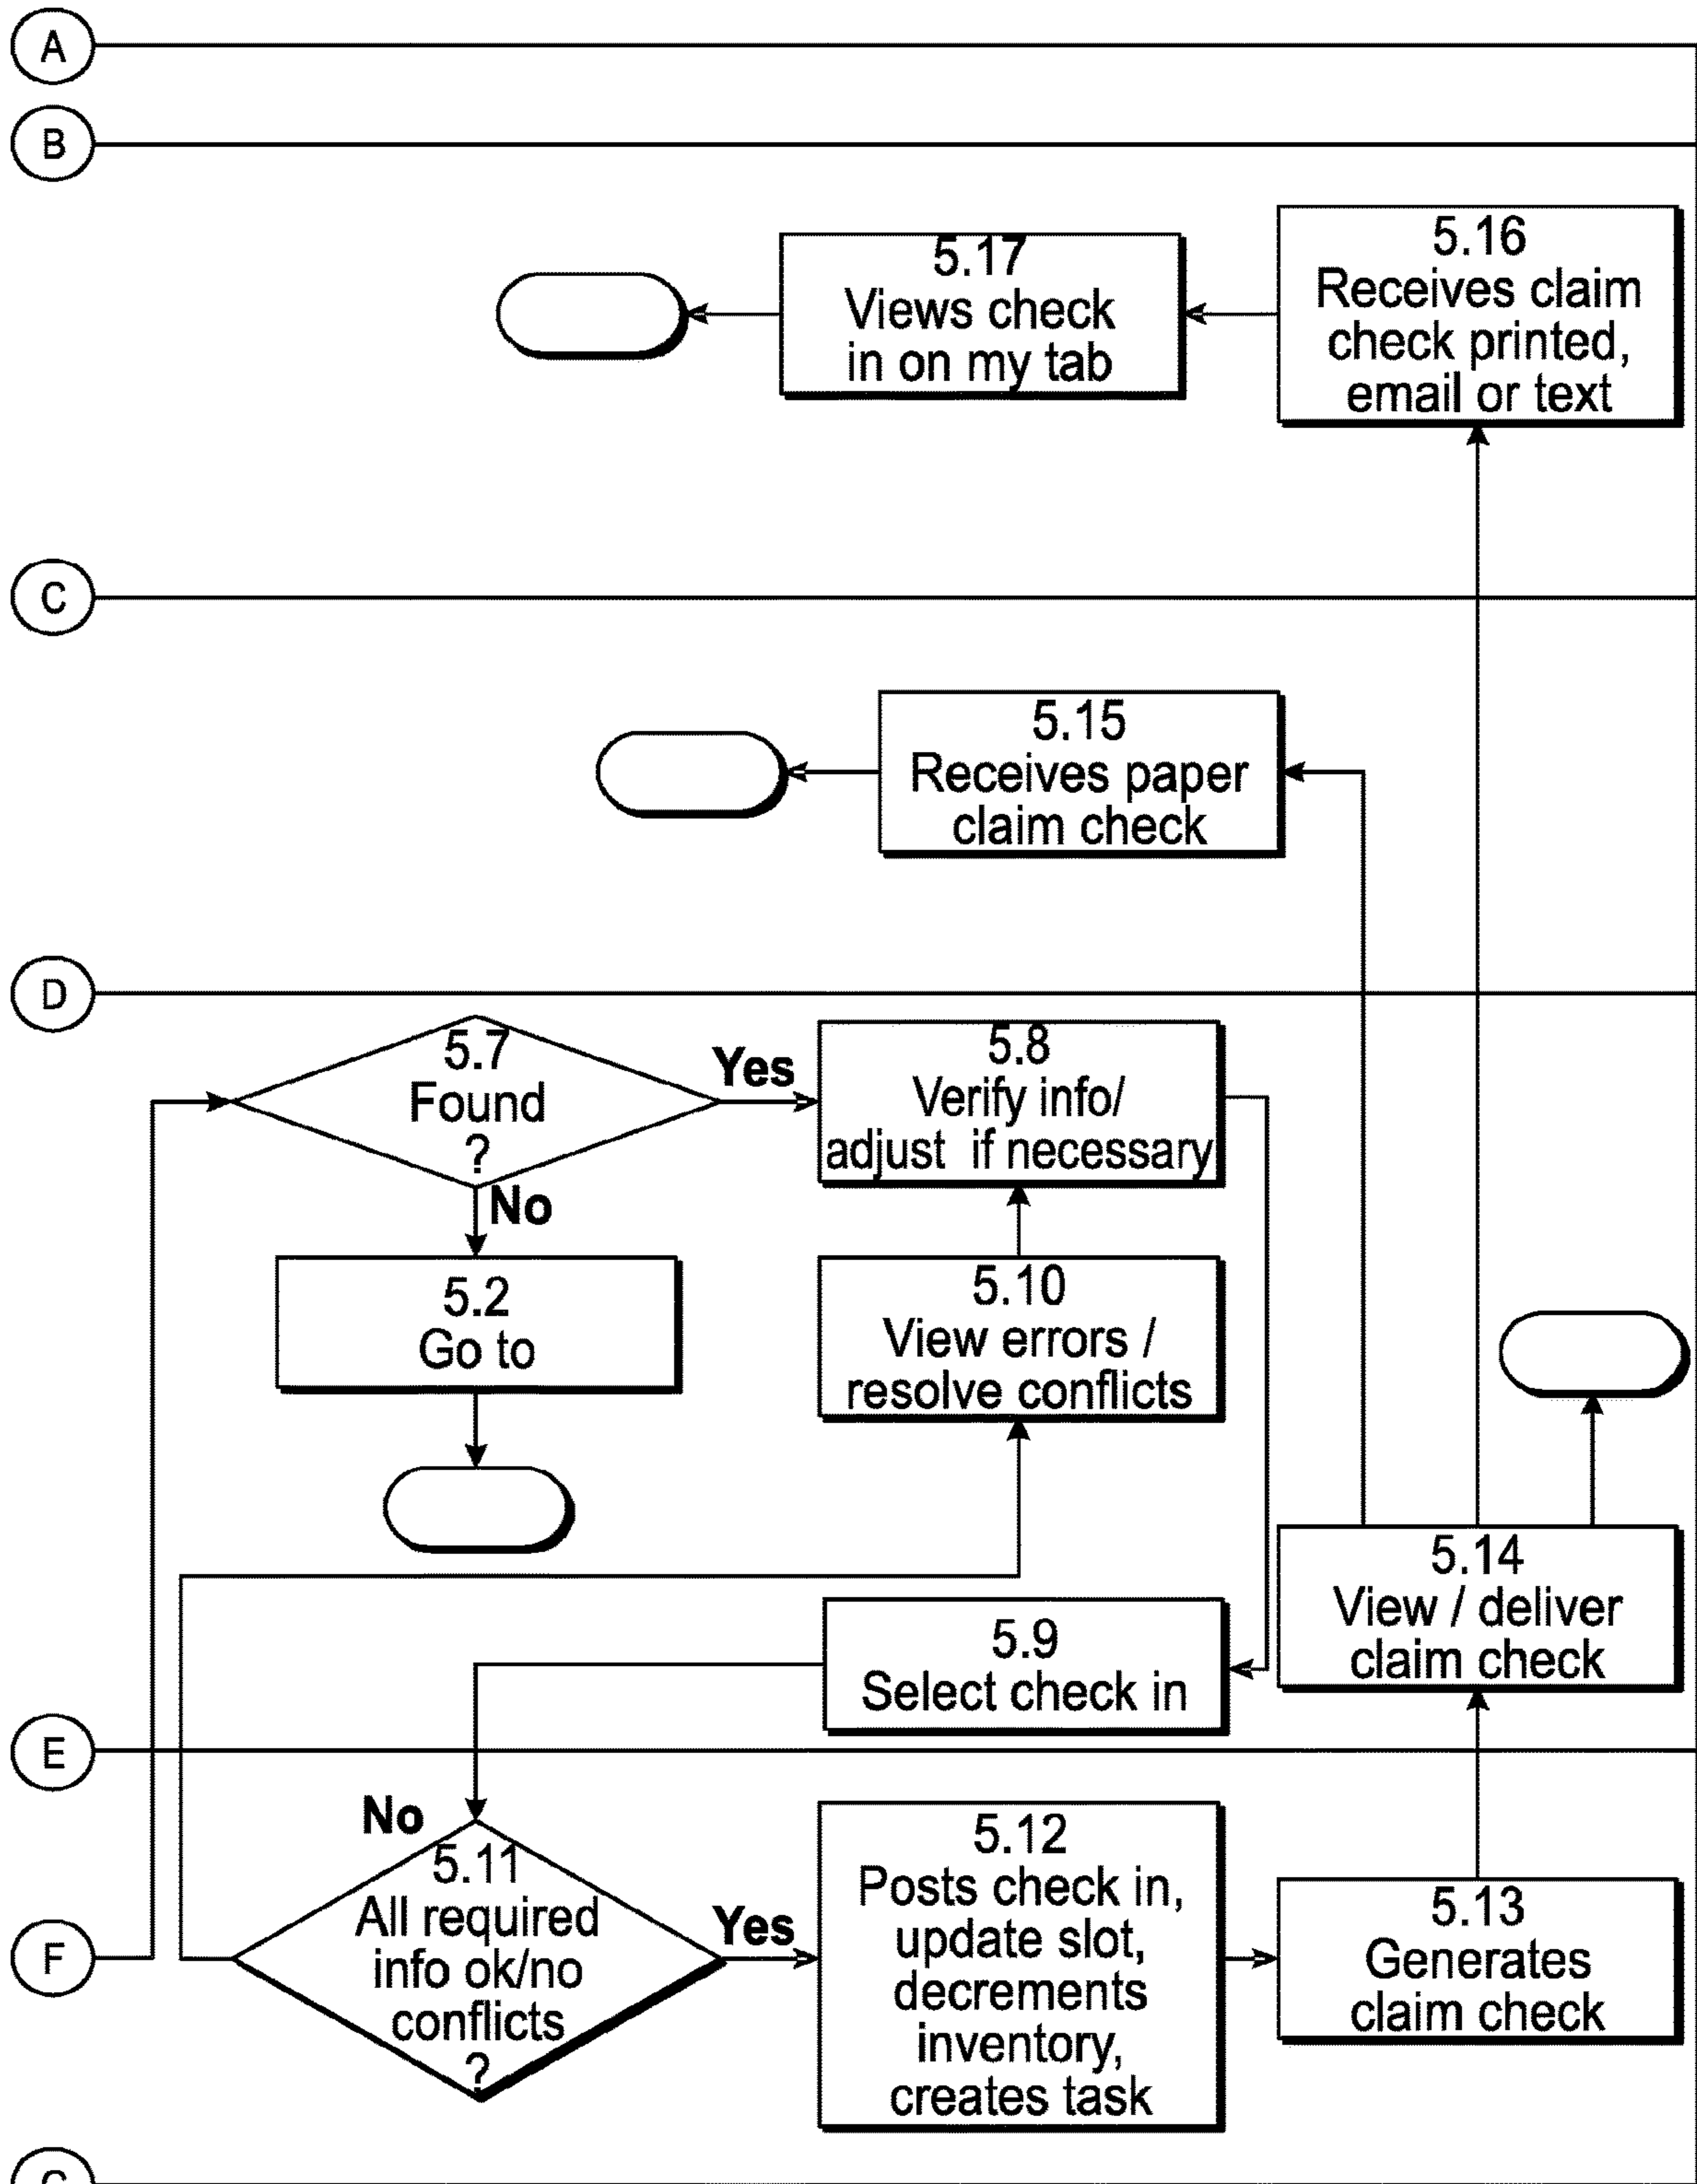 A
B
5.17
Views check
in on my tab
5.16
Receives claim
check printed,
email or text
C
5.15
Receives paper
claim check
D
5.7
Found
?
Yes
5.8
Verify info/
adjust if necessary
No
5.2
Go to
5.10
View errors /
resolve conflicts
5.14
View / deliver
claim check
5.9
Select check in
E
No
5.11
All required
info ok/no
conflicts
?
Yes
5.12
Posts check in,
update slot,
decrements
inventory,
creates task
5.13
Generates
claim check
F